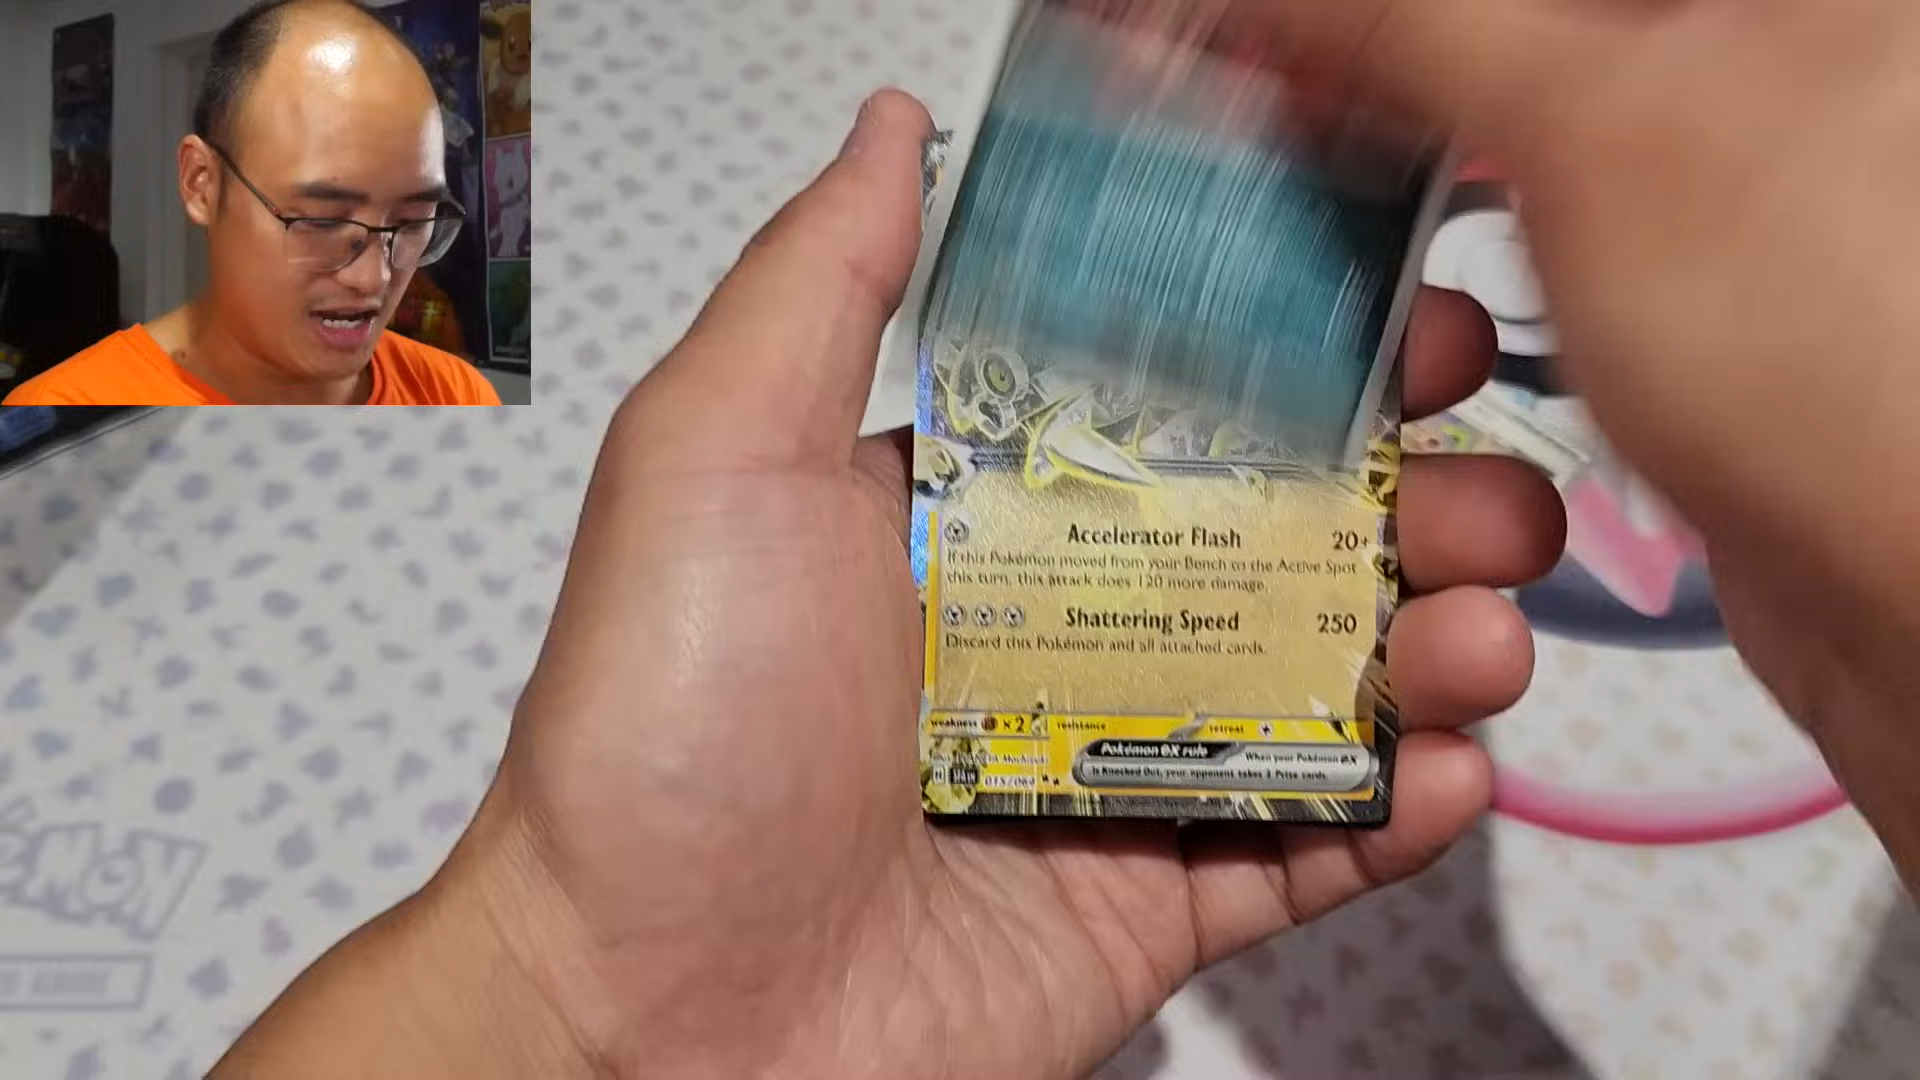 Accelerator Flash 20+
If this Pokémon moved from your Bench to the Active Spot
this turn, this attack does 120 more damage.
Shattering Speed 250
Discard this Pokémon and all attached cards.
weakness × 2 resistance retreat
Pokémon ex rule When your Pokémon ex
is Knocked Out, your opponent takes 2 Prize cards.
015/064